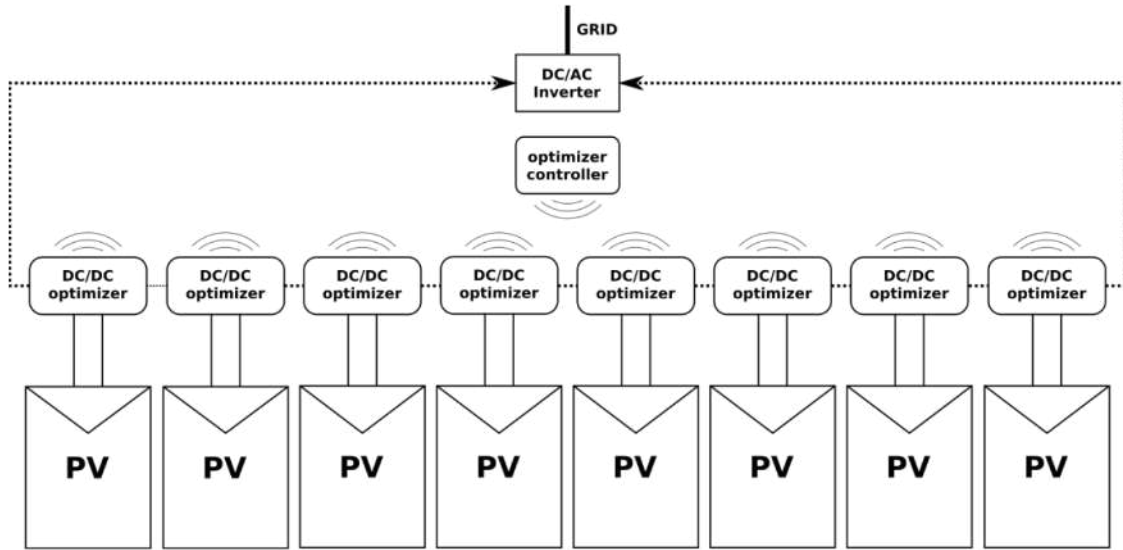 GRID
DC/AC
Inverter
optimizer
controller
DC/DC
optimizer
DC/DC
optimizer
DC/DC
optimizer
DC/DC
optimizer
DC/DC
optimizer
DC/DC
optimizer
DC/DC
optimizer
DC/DC
optimizer
PV
PV
PV
PV
PV
PV
PV
PV